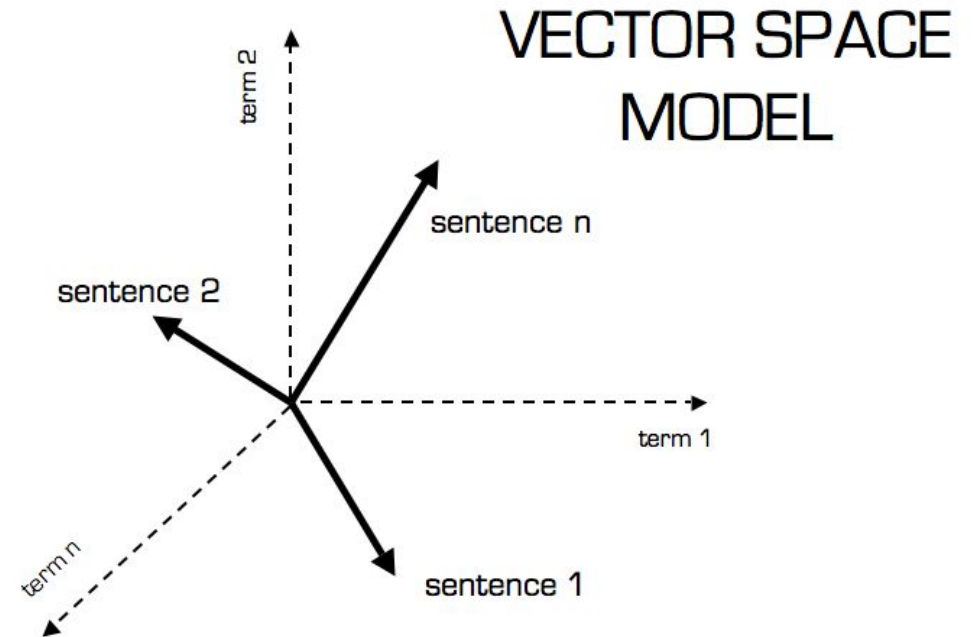 VECTOR SPACE
MODEL
term 2
sentence n
sentence 2
term 1
term n
sentence 1